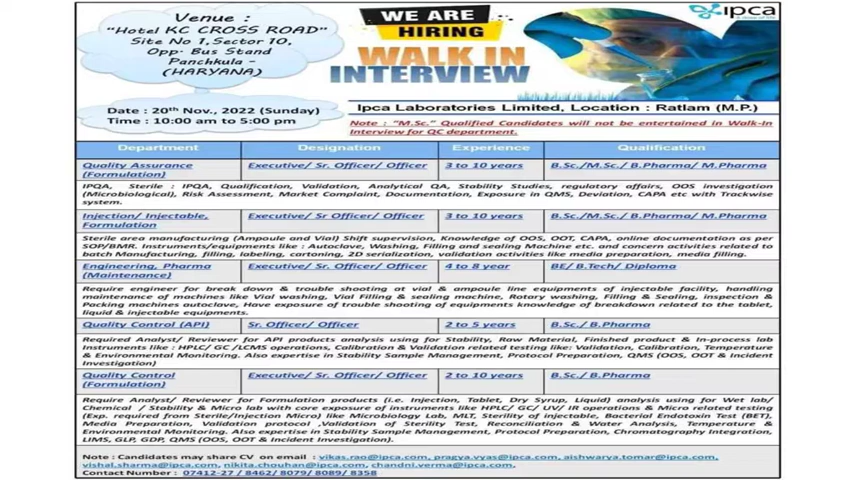 Venue :
"Hotel KC CROSS ROAD"
Site No 1, Sector 10,
Opp. Bus Stand
Panchkula -
(HARYANA)
Date : 20th Nov., 2022 (Sunday)
Time : 10:00 am to 5:00 pm
WE ARE
HIRING
WALK IN
INTERVIEW
ipca
a dose of life
Ipca Laboratories Limited, Location : Ratlam (M.P.)
Note : "M.Sc." Qualified Candidates will not be entertained in Walk-In
Interview for QC department.
Department Designation Experience Qualification
Quality Assurance (Formulation) Executive/ Sr. Officer/ Officer 3 to 10 years B.Sc./M.Sc./ B.Pharma/ M.Pharma
IPQA, Sterile : IPQA, Qualification, Validation, Analytical QA, Stability Studies, regulatory affairs, OOS investigation
(Microbiological), Risk Assessment, Market Complaint, Documentation, Exposure in QMS, Deviation, CAPA etc with Trackwise
system.
Injection/ Injectable, Formulation Executive/ Sr. Officer/ Officer 3 to 10 years B.Sc./M.Sc./ B.Pharma/ M.Pharma
Sterile area manufacturing (Ampoule and Vial) Shift supervision, Knowledge of OOS, OOT, CAPA, online documentation as per
SOP/BMR. Instruments/equipments like : Autoclave, Washing, Filling and sealing Machine etc. and concern activities related to
batch Manufacturing, filling, labeling, cartoning, 2D serialization, validation activities like media preparation, media filling.
Engineering, Pharma (Maintenance) Executive/ Sr. Officer/ Officer 4 to 8 year BE/ B.Tech/ Diploma
Require engineer for break down & trouble shooting at vial & ampoule line equipments of injectable facility, handling
maintenance of machines like Vial washing, Vial Filling & sealing machine, Rotary washing, Filling & Sealing, inspection &
Packing machines autoclave, Have exposure of trouble shooting of equipments knowledge of breakdown related to the tablet,
liquid & injectable equipments.
Quality Control (API) Sr. Officer/ Officer 2 to 5 years B.Sc./ B.Pharma
Required Analyst/ Reviewer for API products analysis using for Stability, Raw Material, Finished product & In-process lab
Instruments like : HPLC/ GC /LCMS operations, Calibration & Validation related testing like: Validation, Calibration, Temperature
& Environmental Monitoring. Also expertise in Stability Sample Management, Protocol Preparation, QMS (OOS, OOT & Incident
Investigation)
Quality Control (Formulation) Executive/ Sr. Officer/ Officer 2 to 10 years B.Sc./ B.Pharma
Require Analyst/ Reviewer for Formulation products (i.e. Injection, Tablet, Dry Syrup, Liquid) analysis using for Wet lab/
Chemical / Stability & Micro lab with core exposure of instruments like HPLC/ GC/ UV/ IR operations & Micro related testing
(Exp. required from Sterile/Injection Micro) like Microbiology Lab, MLT, Sterility of injectable, Bacterial Endotoxin Test (BET),
Media Preparation, Validation protocol ,Validation of Sterility Test, Reconciliation & Water Analysis, Temperature &
Environmental Monitoring. Also expertise in Stability Sample Management, Protocol Preparation, Chromatography Integration,
LIMS, GLP, GDP, QMS (OOS, OOT & Incident Investigation).
Note : Candidates may share CV on email : vikas.rao@ipca.com, pragya.vyas@ipca.com, aishwarya.tomar@ipca.com,
vishal.sharma@ipca.com, nikita.chouhan@ipca.com, chandni.verma@ipca.com,
Contact Number : 07412-27 / 8462/ 8079/ 8089/ 8358